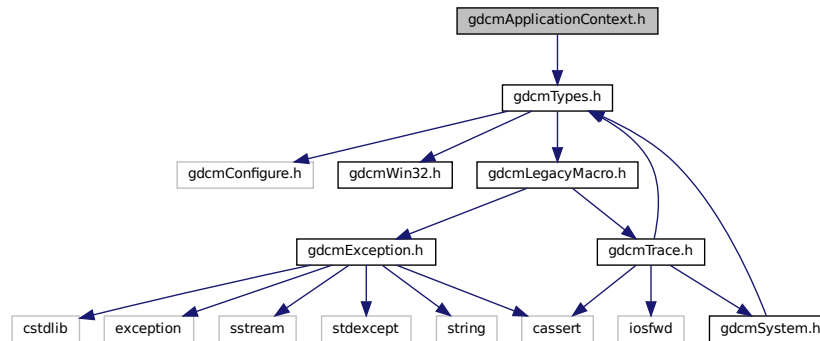 gdcmApplicationContext.h
gdcmTypes.h
gdcmConfigure.h
gdcmWin32.h
gdcmLegacyMacro.h
gdcmException.h
gdcmTrace.h
cstdlib
exception
sstream
stdexcept
string
cassert
iosfwd
gdcmSystem.h